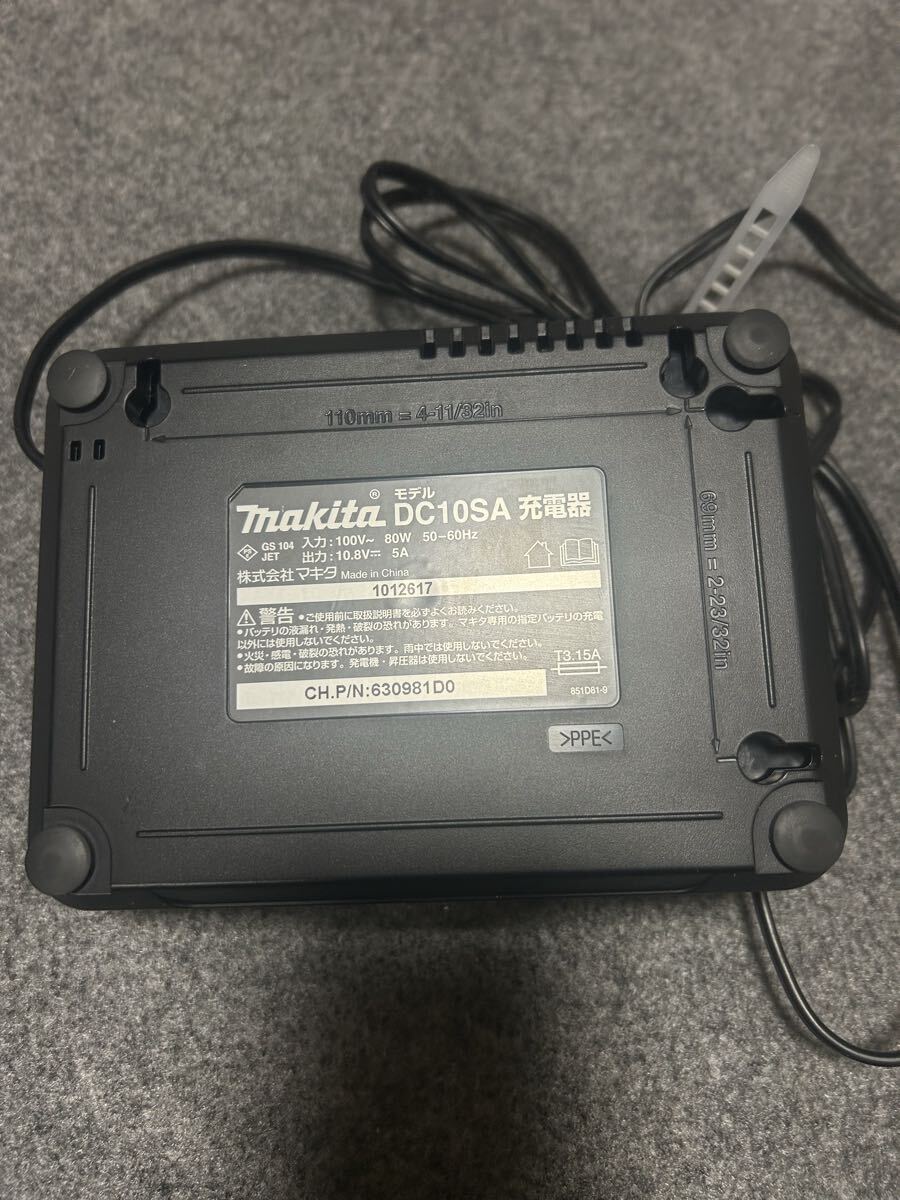 110mm = 4-11/32in
69mm = 2-23/32in
makita® モデル DC10SA 充電器
PS E GS 104 JET 入力:100V~ 80W 50-60Hz
出力:10.8V⎓ 5A
株式会社マキタ Made in China
1012617
⚠警告 •ご使用前に取扱説明書を必ずよくお読みください。
•バッテリの液漏れ・発熱・破裂の恐れがあります。マキタ専用の指定バッテリの充電
以外には使用しないでください。
•火災・感電・破裂の恐れがあります。雨中では使用しないでください。
•故障の原因になります。発電機・昇圧器は使用しないでください。
T3.15A
CH.P/N:630981D0
851D81-9
>PPE<